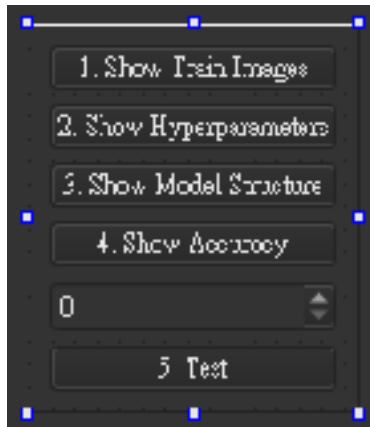 1. Show Train Images
2. Show Hyperparameters
3. Show Model Structure
4. Show Accuracy
0
5 Test